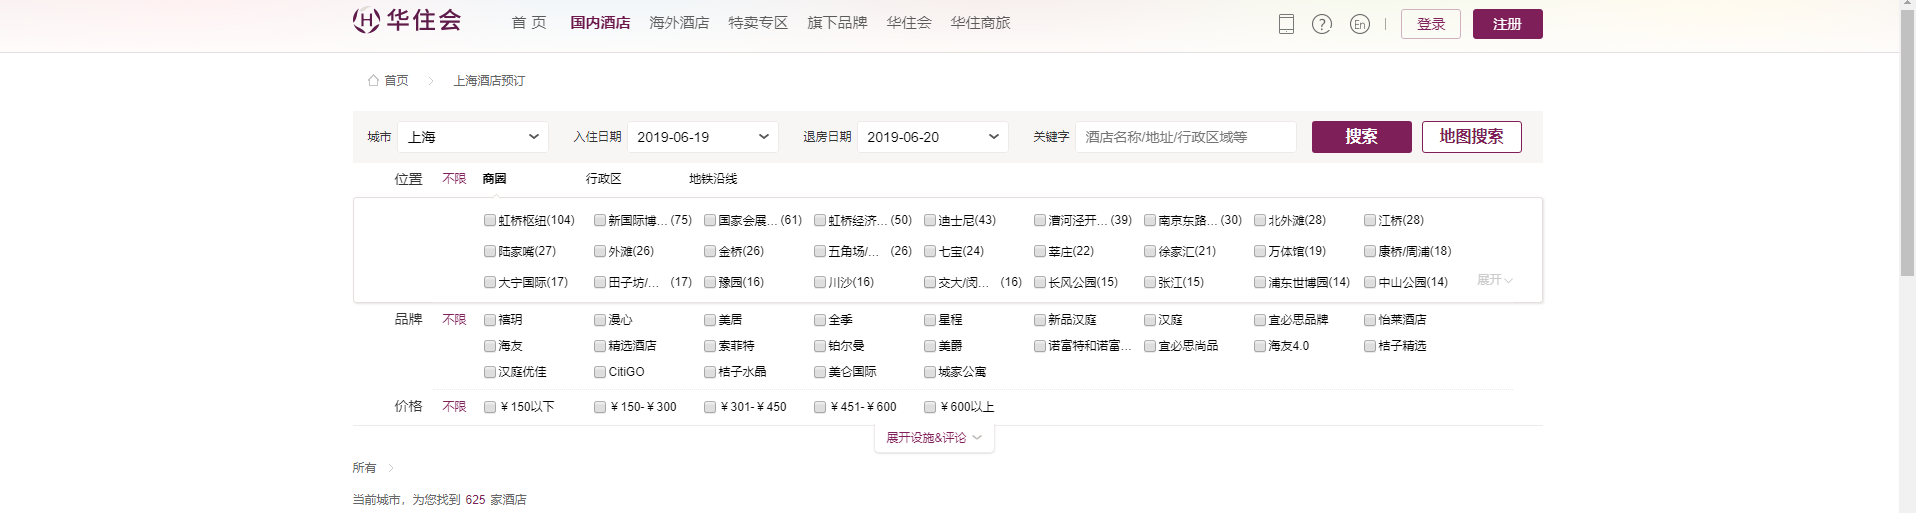 华住会 首页 国内酒店 海外酒店 特卖专区 旗下品牌 华住会 华住商旅 ? En | 登录 注册
首页 上海酒店预订
城市 上海 入住日期 2019-06-19 退房日期 2019-06-20 关键字 酒店名称/地址/行政区域等 搜索 地图搜索
位置 不限 商圈 行政区 地铁沿线
虹桥枢纽(104) 新国际博... (75) 国家会展... (61) 虹桥经济... (50) 迪士尼(43) 漕河泾开... (39) 南京东路... (30) 北外滩(28) 江桥(28)
陆家嘴(27) 外滩(26) 金桥(26) 五角场/... (26) 七宝(24) 莘庄(22) 徐家汇(21) 万体馆(19) 康桥/周浦(18)
大宁国际(17) 田子坊/... (17) 豫园(16) 川沙(16) 交大/闵... (16) 长风公园(15) 张江(15) 浦东世博园(14) 中山公园(14) 展开
品牌 不限 禧玥 漫心 美居 全季 星程 新品汉庭 汉庭 宜必思品牌 怡莱酒店
海友 精选酒店 索菲特 铂尔曼 美爵 诺富特和诺富... 宜必思尚品 海友4.0 桔子精选
汉庭优佳 CitiGO 桔子水晶 美仑国际 城家公寓
价格 不限 ￥150以下 ￥150-￥300 ￥301-￥450 ￥451-￥600 ￥600以上
展开设施&评论
所有
当前城市，为您找到 625 家酒店